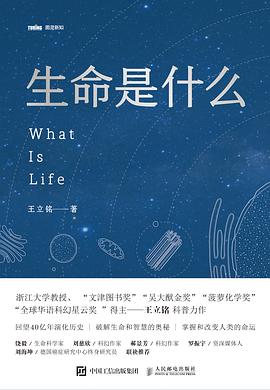 TURING 图灵新知
生命是什么
What
Is
Life
王立铭——著
浙江大学教授、“文津图书奖”“吴大猷金奖”“菠萝化学奖”
“全球华语科幻星云奖”得主——王立铭 科普力作
回望40亿年演化历史｜破解生命和智慧的奥秘｜掌握和改变人类的命运
饶毅/生命科学家 刘慈欣/科幻作家 郝景芳/科幻作家 罗振宇/资深媒体人
刘海坤/德国癌症研究中心终身研究员 联袂推荐
中国工信出版集团 人民邮电出版社